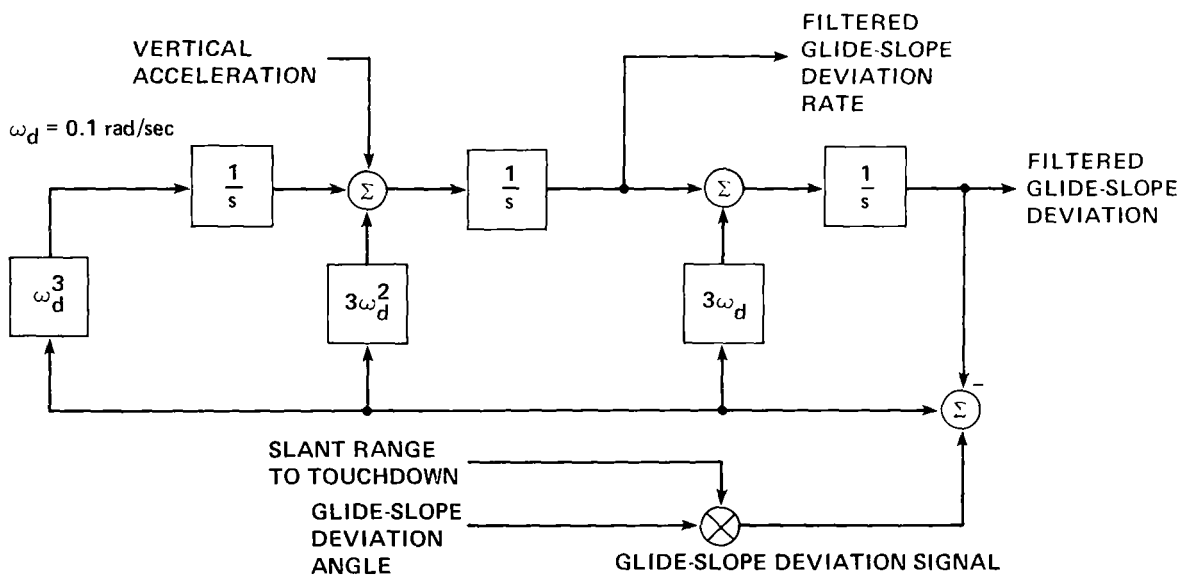 VERTICAL
ACCELERATION
FILTERED
GLIDE-SLOPE
DEVIATION
RATE
ω_d = 0.1 rad/sec
1/s
Σ
1/s
Σ
1/s
FILTERED
GLIDE-SLOPE
DEVIATION
ω_d^3
3ω_d^2
3ω_d
−
Σ
SLANT RANGE
TO TOUCHDOWN
GLIDE-SLOPE
DEVIATION
ANGLE
GLIDE-SLOPE DEVIATION SIGNAL